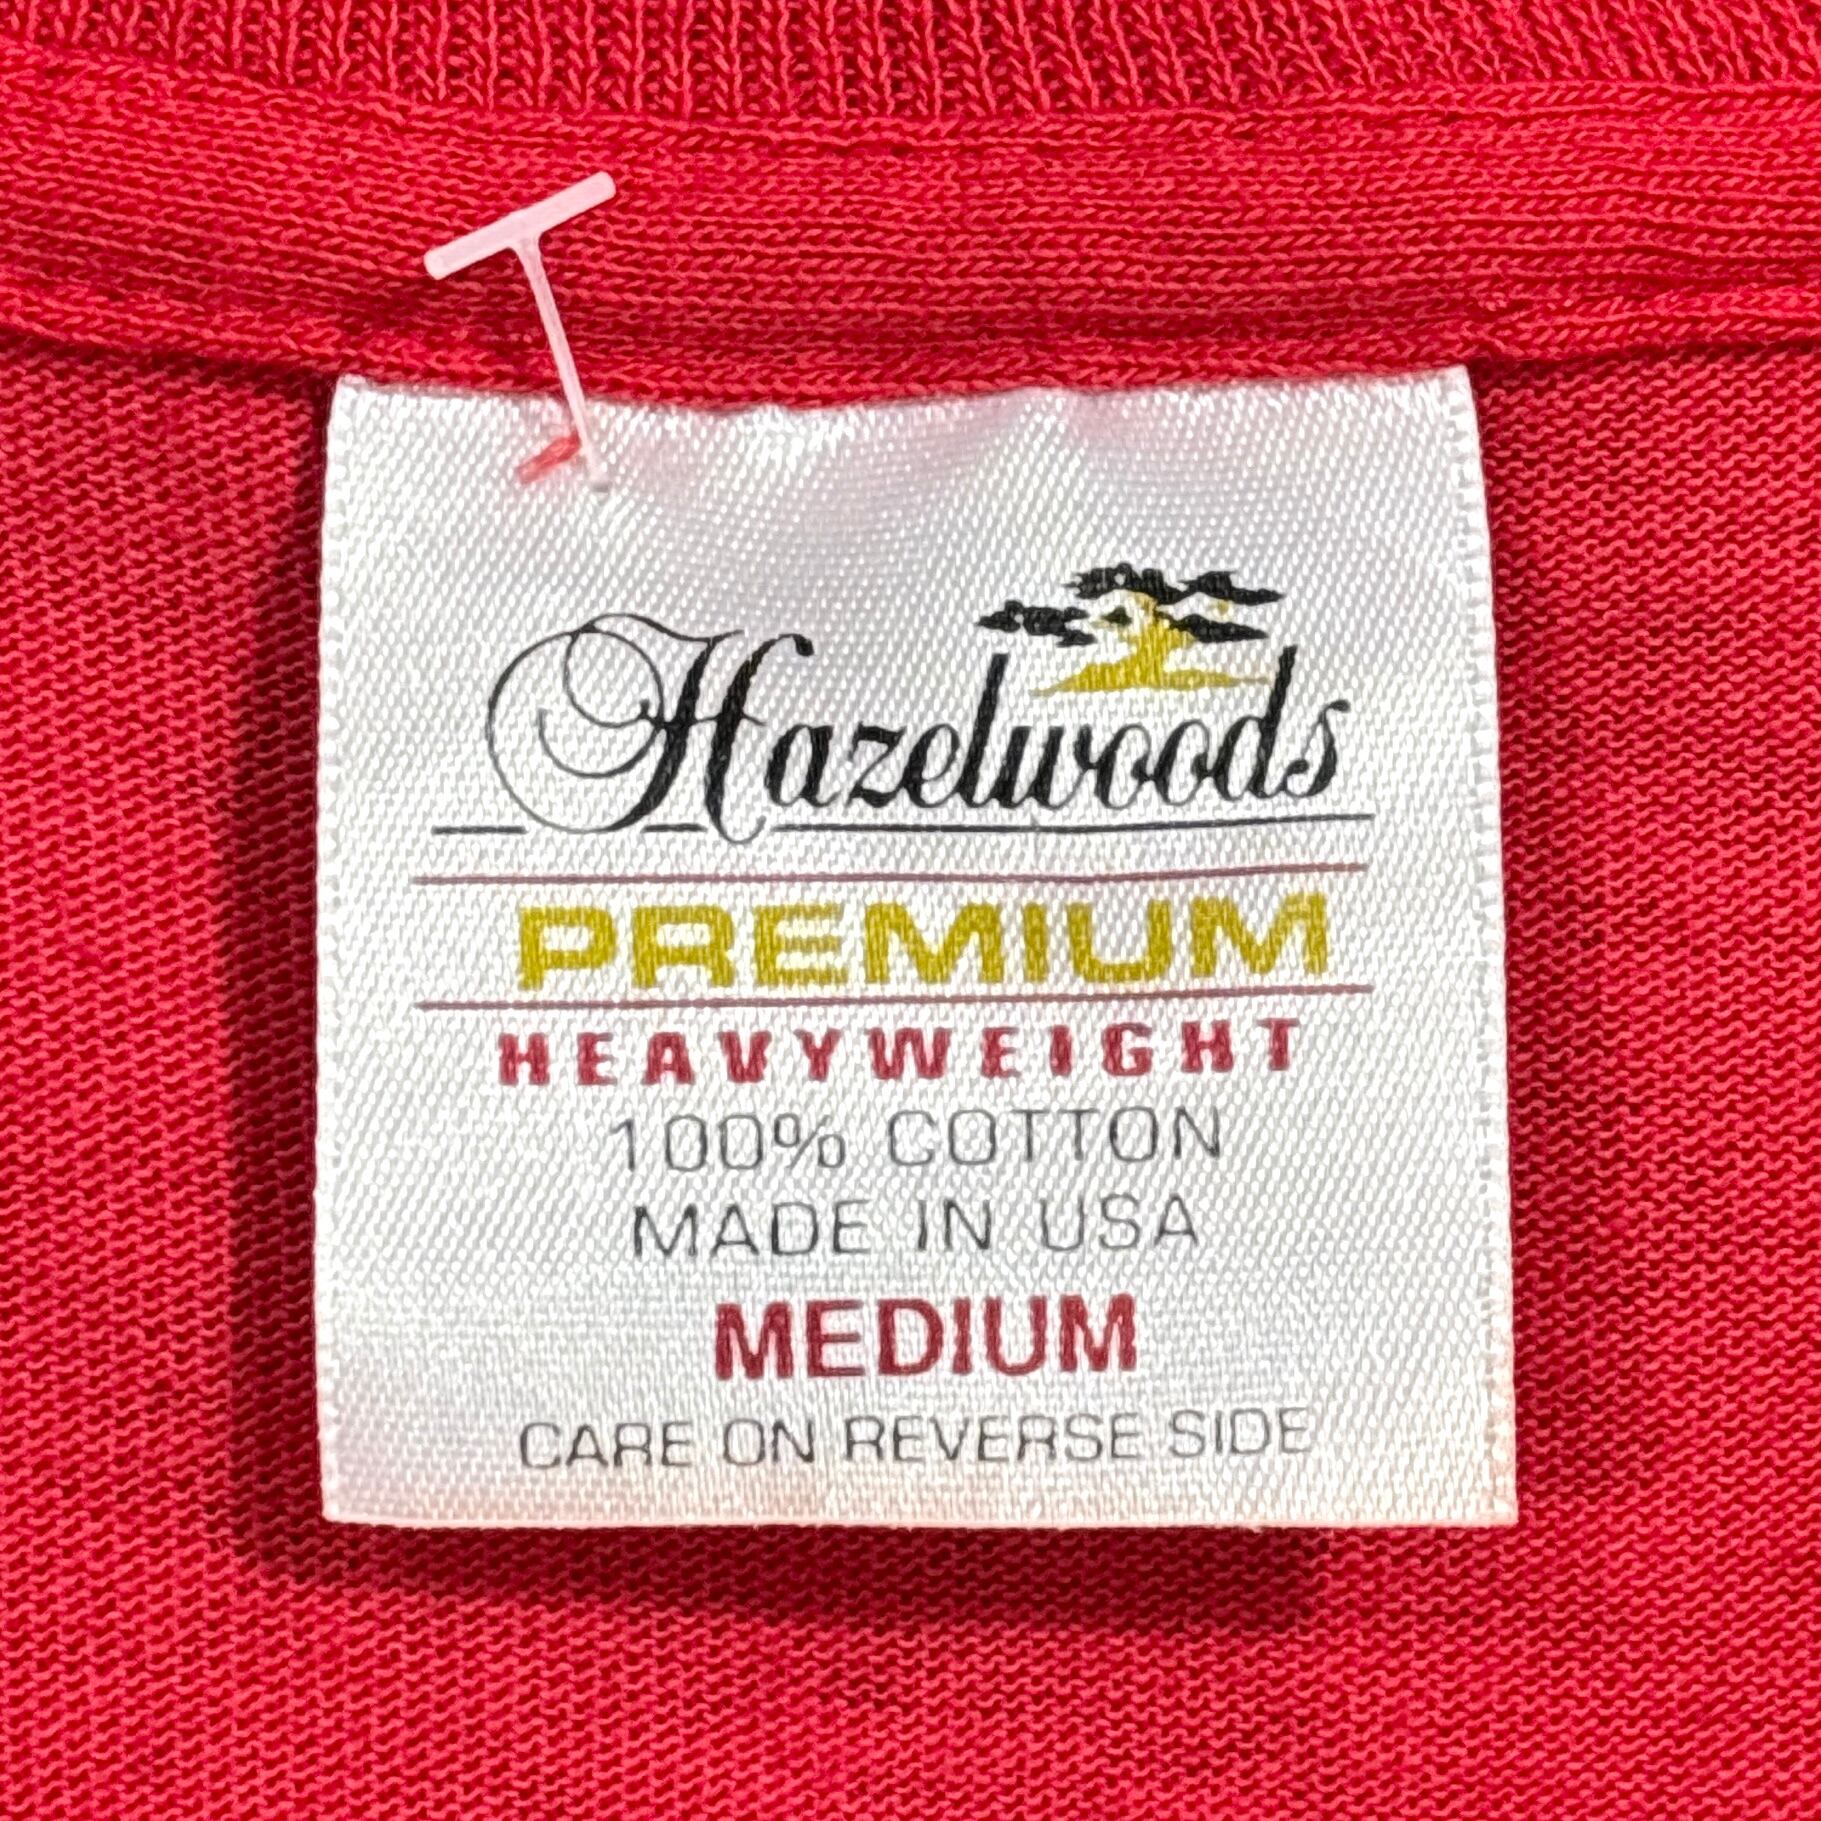 Hazelwoods
PREMIUM
HEAVYWEIGHT
100% COTTON
MADE IN USA
MEDIUM
CARE ON REVERSE SIDE